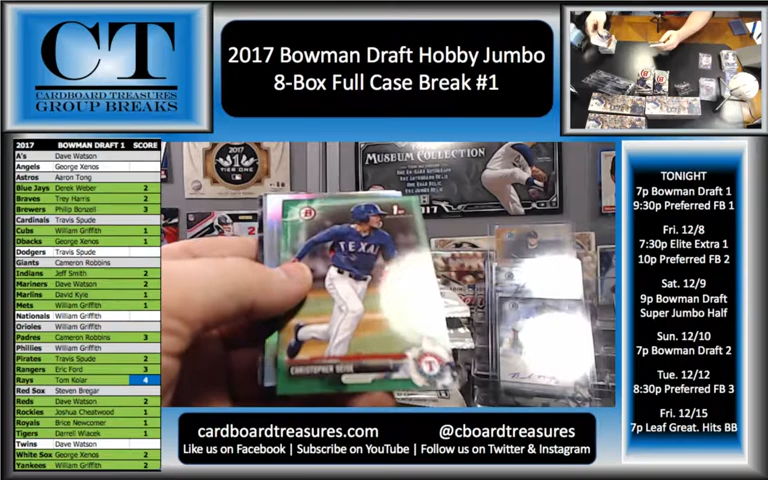 CT
CARDBOARD TREASURES
GROUP BREAKS
2017 Bowman Draft Hobby Jumbo
8-Box Full Case Break #1
2017 BOWMAN DRAFT 1 SCORE
A's Dave Watson
Angels George Xenos
Astros Aaron Tong
Blue Jays Derek Weber 2
Braves Trey Harris 2
Brewers Philip Bonzell 3
Cardinals Travis Spude
Cubs William Griffith 1
Dbacks George Xenos 1
Dodgers Travis Spude
Giants Cameron Robbins
Indians Jeff Smith 2
Mariners Dave Watson 2
Marlins David Kyle 1
Mets William Griffith 1
Nationals William Griffith
Orioles William Griffith
Padres Cameron Robbins 3
Phillies William Griffith
Pirates Travis Spude 2
Rangers Eric Ford 3
Rays Tom Kolar 4
Red Sox Steven Bregar
Reds Dave Watson 2
Rockies Joshua Cheatwood 1
Royals Brice Newcomer 1
Tigers Darrell Wiacek 1
Twins Dave Watson
White Sox George Xenos 2
Yankees William Griffith 2
2017
1
TIER ONE
MUSEUM COLLECTION
B
1st
TEXAS
CHRISTOPHER SEISE
T
TONIGHT
7p Bowman Draft 1
9:30p Preferred FB 1
Fri. 12/8
7:30p Elite Extra 1
10p Preferred FB 2
Sat. 12/9
9p Bowman Draft
Super Jumbo Half
Sun. 12/10
7p Bowman Draft 2
Tue. 12/12
8:30p Preferred FB 3
Fri. 12/15
7p Leaf Great. Hits BB
cardboardtreasures.com @cboardtreasures
Like us on Facebook | Subscribe on YouTube | Follow us on Twitter & Instagram